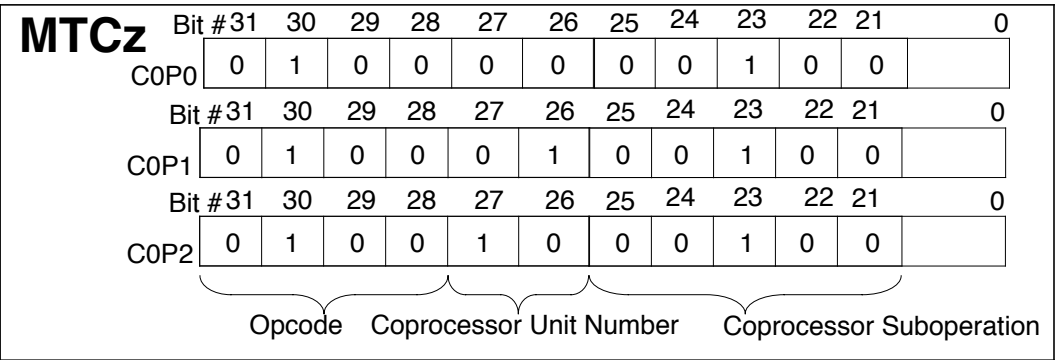 MTCz Bit # 31 30 29 28 27 26 25 24 23 22 21 0
C0P0 0 1 0 0 0 0 0 0 1 0 0
Bit # 31 30 29 28 27 26 25 24 23 22 21 0
C0P1 0 1 0 0 0 1 0 0 1 0 0
Bit # 31 30 29 28 27 26 25 24 23 22 21 0
C0P2 0 1 0 0 1 0 0 0 1 0 0
Opcode Coprocessor Unit Number Coprocessor Suboperation